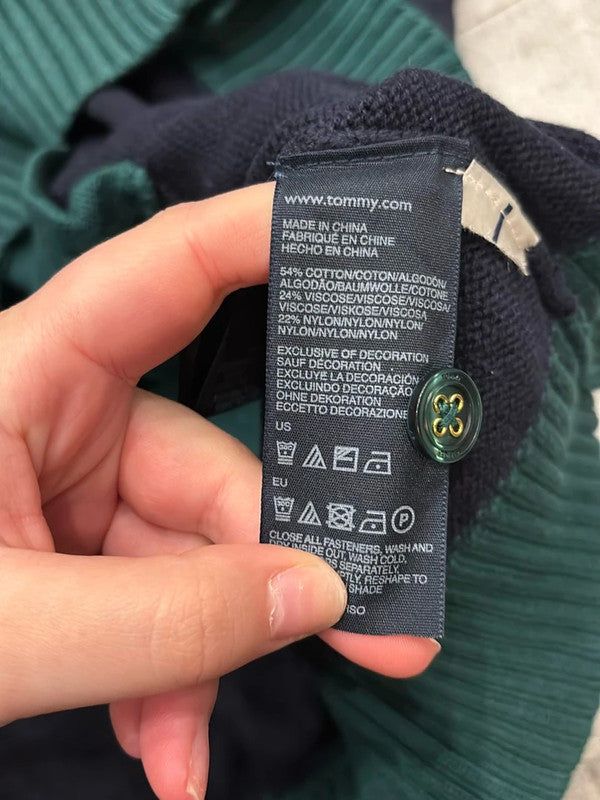 www.tommy.com
MADE IN CHINA
FABRIQUÉ EN CHINE
HECHO EN CHINA
54% COTTON/COTON/ALGODÓN/
ALGODÃO/BAUMWOLLE/COTONE
24% VISCOSE/VISCOSE/VISCOSA/
VISCOSE/VISKOSE/VISCOSA
22% NYLON/NYLON/NYLON/
NYLON/NYLON/NYLON
EXCLUSIVE OF DECORATION
SAUF DÉCORATION
EXCLUYE LA DECORACIÓN
EXCLUINDO DECORAÇÃO
OHNE DEKORATION
ECCETTO DECORAZIONE
US
EU
P
CLOSE ALL FASTENERS, WASH AND
DRY INSIDE OUT, WASH COLD,
SEPARATELY,
RESHAPE TO
SHADE